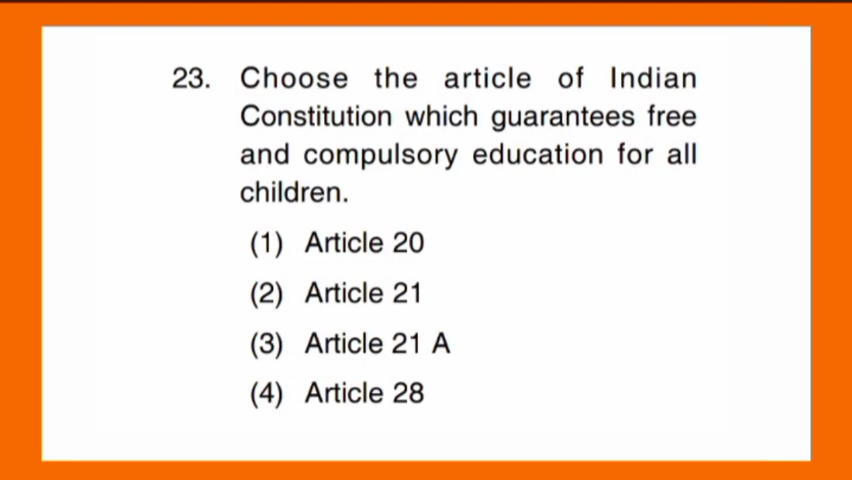 23. Choose the article of Indian
Constitution which guarantees free
and compulsory education for all
children.
(1) Article 20
(2) Article 21
(3) Article 21 A
(4) Article 28